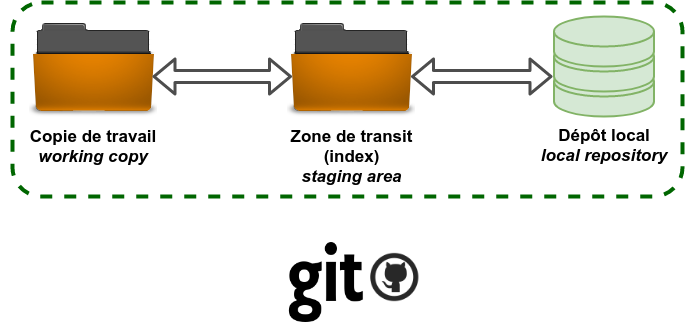 Copie de travail
working copy
Zone de transit
(index)
staging area
Dépôt local
local repository
git